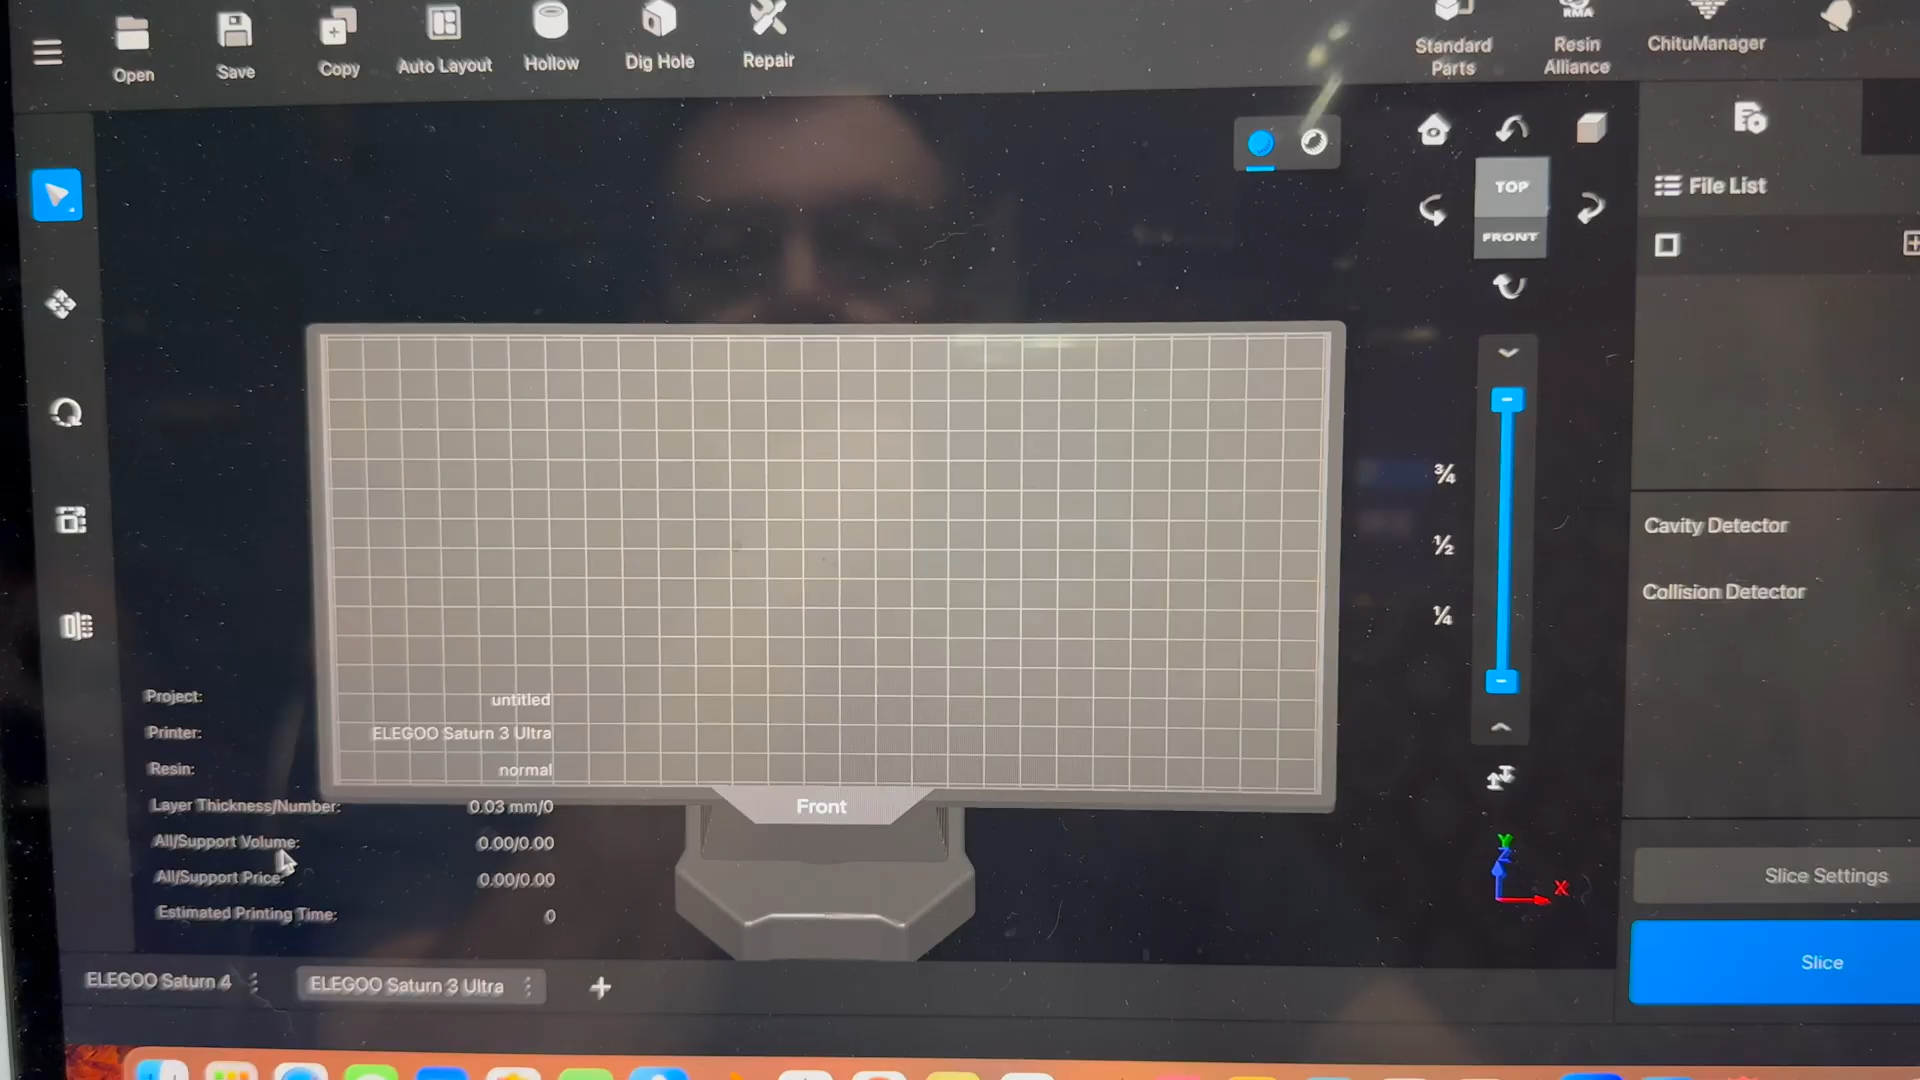 Open
Save
Copy
Auto Layout
Hollow
Dig Hole
Repair
Standard
Parts
RMA
Resin
Alliance
ChituManager
File List
TOP
FRONT
¾
½
¼
Cavity Detector
Collision Detector
Project: untitled
Printer: ELEGOO Saturn 3 Ultra
Resin: normal
Layer Thickness/Number: 0.03 mm/0
All/Support Volume: 0.00/0.00
All/Support Price: 0.00/0.00
Estimated Printing Time: 0
Front
Y
Z
X
Slice Settings
Slice
ELEGOO Saturn 4
ELEGOO Saturn 3 Ultra